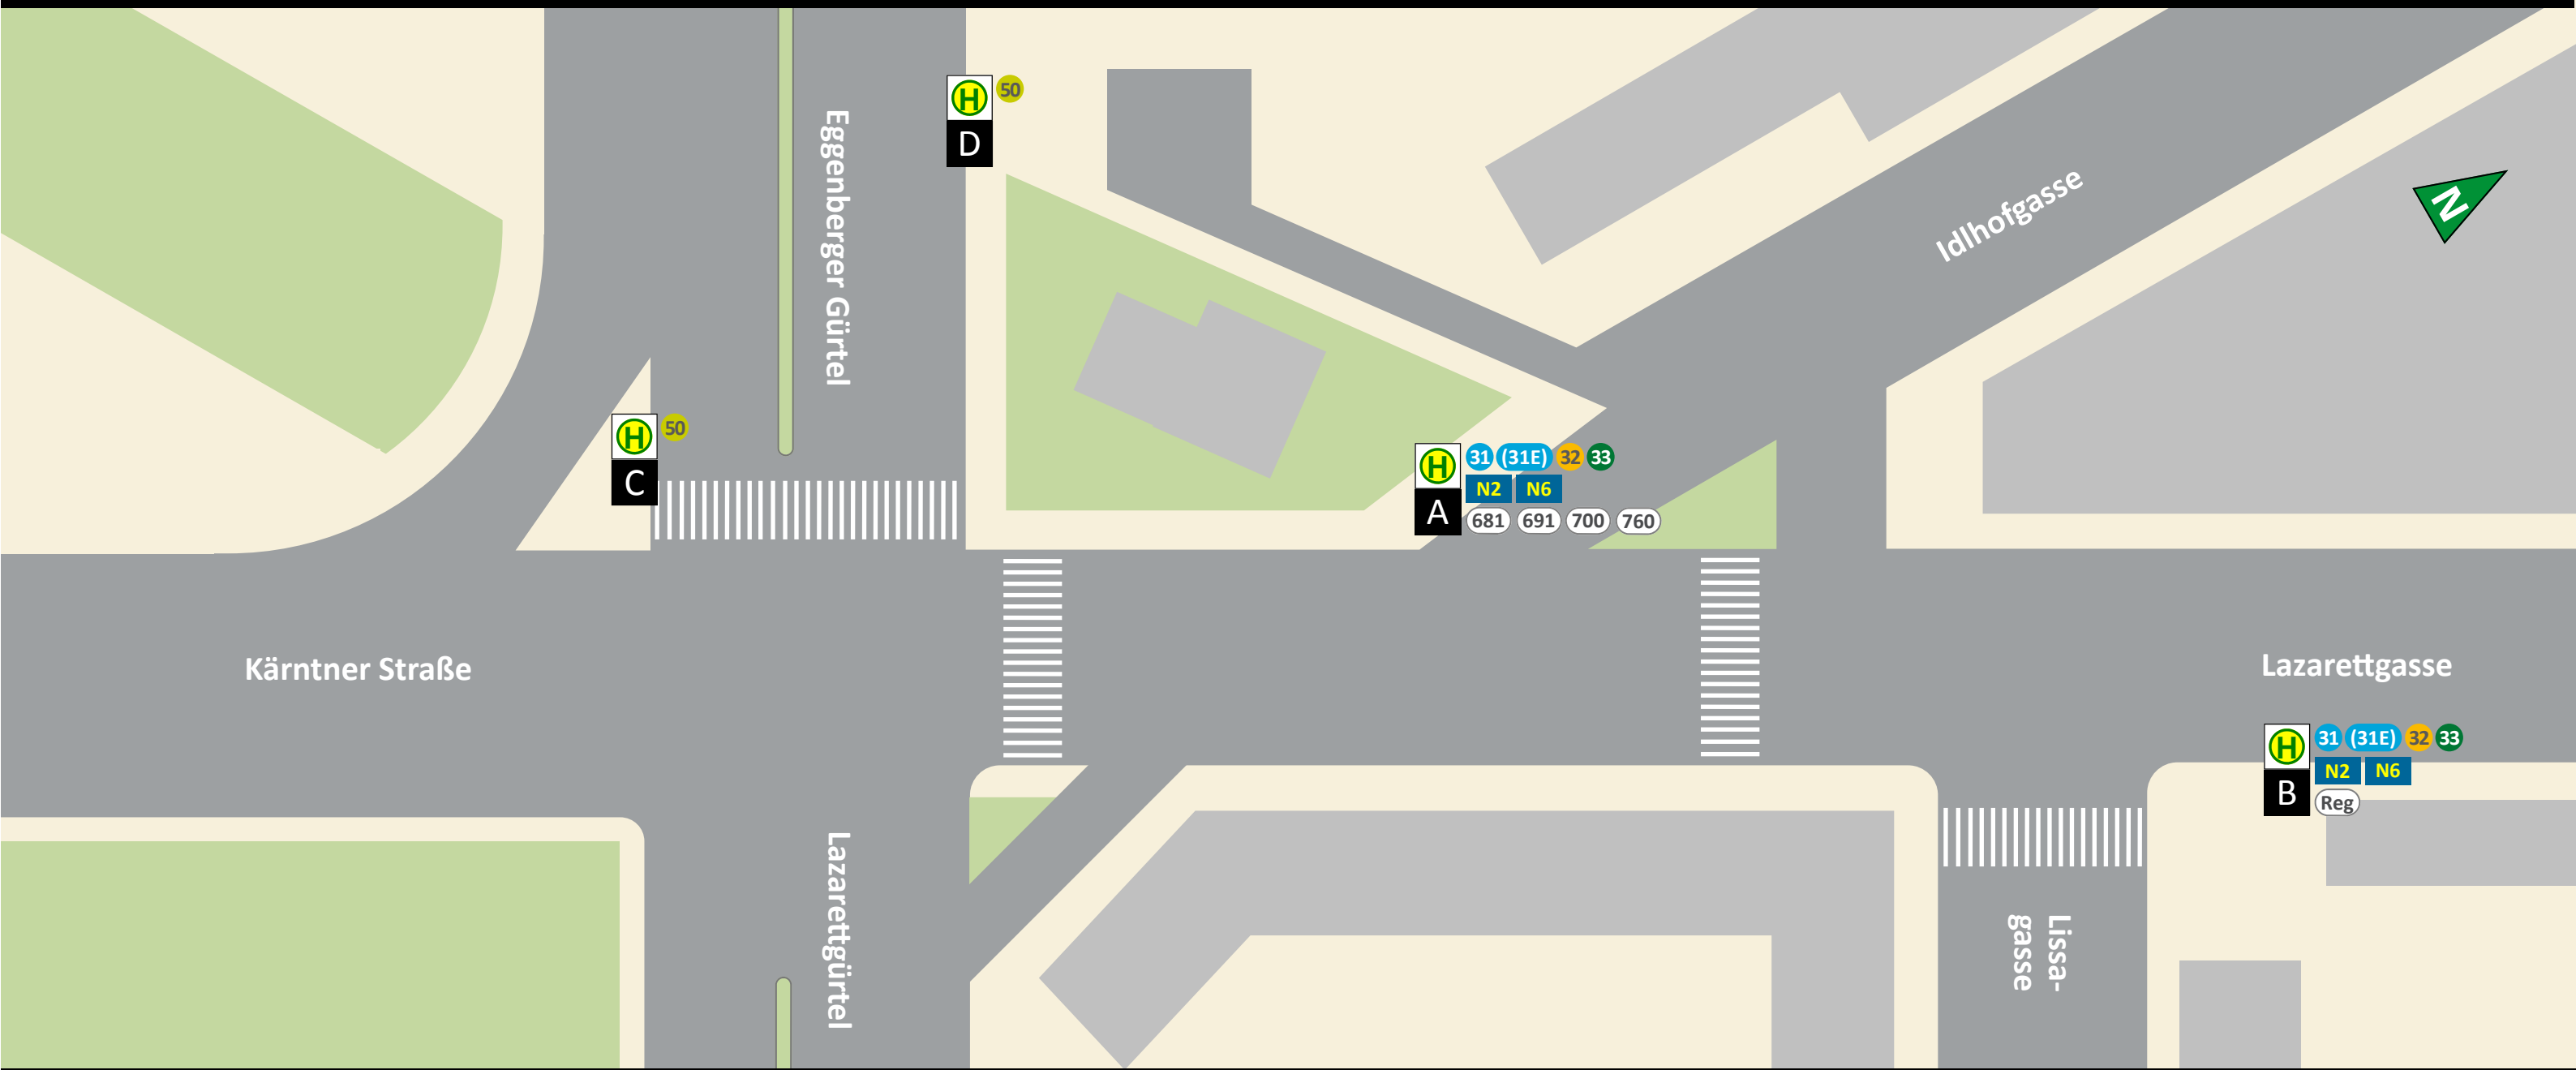 H 50
D
Eggenberger Gürtel
Idlhofgasse
N
H 50
C
H 31 (31E) 32 33
N2 N6
A 681 691 700 760
Kärntner Straße
Lazarettgasse
H 31 (31E) 32 33
N2 N6
B Reg
Lazarettgürtel
Lissa-
gasse